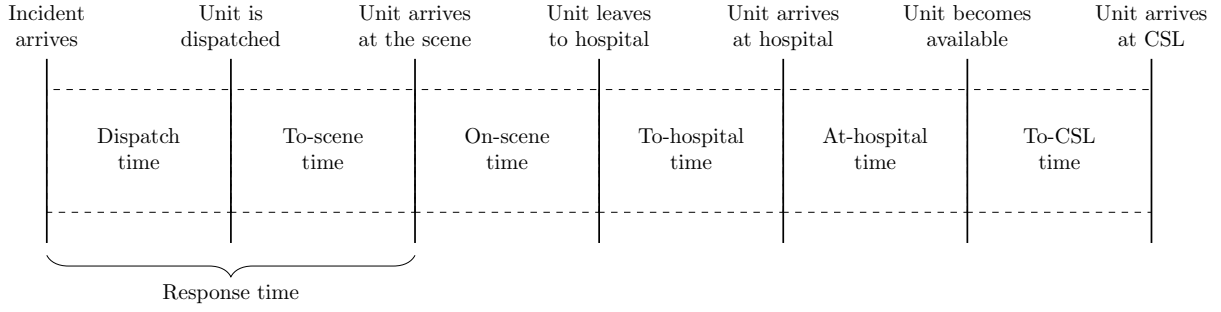 Incident
arrives
Unit is
dispatched
Unit arrives
at the scene
Unit leaves
to hospital
Unit arrives
at hospital
Unit becomes
available
Unit arrives
at CSL
Dispatch
time
To-scene
time
On-scene
time
To-hospital
time
At-hospital
time
To-CSL
time
Response time